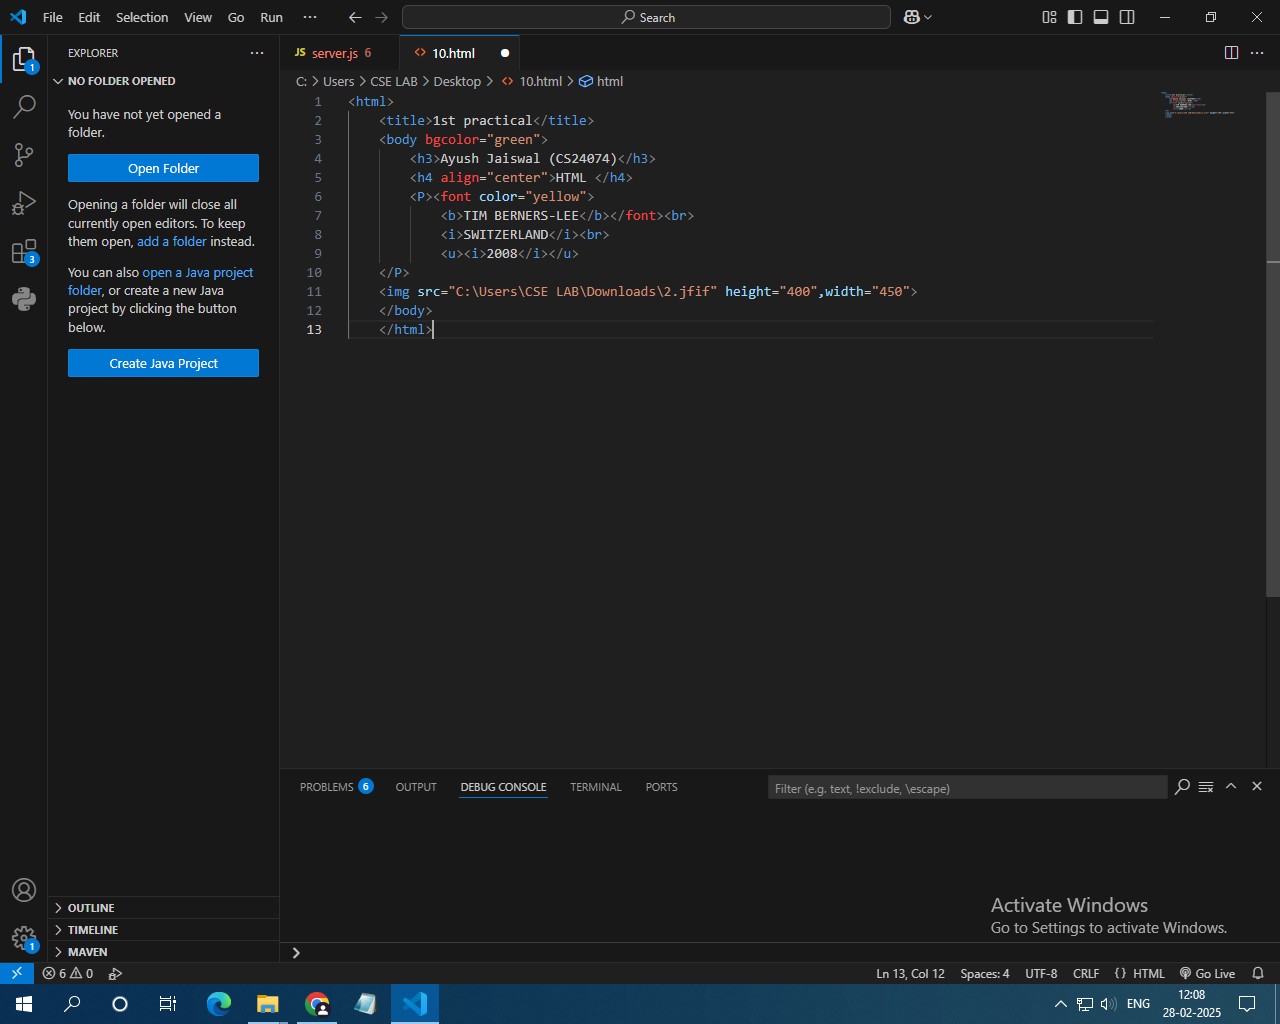 File Edit Selection View Go Run ··· Search
EXPLORER ···
NO FOLDER OPENED
You have not yet opened a
folder.
Open Folder
Opening a folder will close all
currently open editors. To keep
them open, add a folder instead.
You can also open a Java project
folder, or create a new Java
project by clicking the button
below.
Create Java Project
OUTLINE
TIMELINE
MAVEN
1
3
1
JS server.js 6 <> 10.html
C: > Users > CSE LAB > Desktop > <> 10.html > html
1 <html>
2 <title>1st practical</title>
3 <body bgcolor="green">
4 <h3>Ayush Jaiswal (CS24074)</h3>
5 <h4 align="center">HTML </h4>
6 <P><font color="yellow">
7 <b>TIM BERNERS-LEE</b></font><br>
8 <i>SWITZERLAND</i><br>
9 <u><i>2008</i></u>
10 </P>
11 <img src="C:\Users\CSE LAB\Downloads\2.jfif" height="400",width="450">
12 </body>
13 </html>
PROBLEMS 6 OUTPUT DEBUG CONSOLE TERMINAL PORTS Filter (e.g. text, !exclude, \escape)
Activate Windows
Go to Settings to activate Windows.
6 0 Ln 13, Col 12 Spaces: 4 UTF-8 CRLF {} HTML Go Live
ENG 12:08
28-02-2025